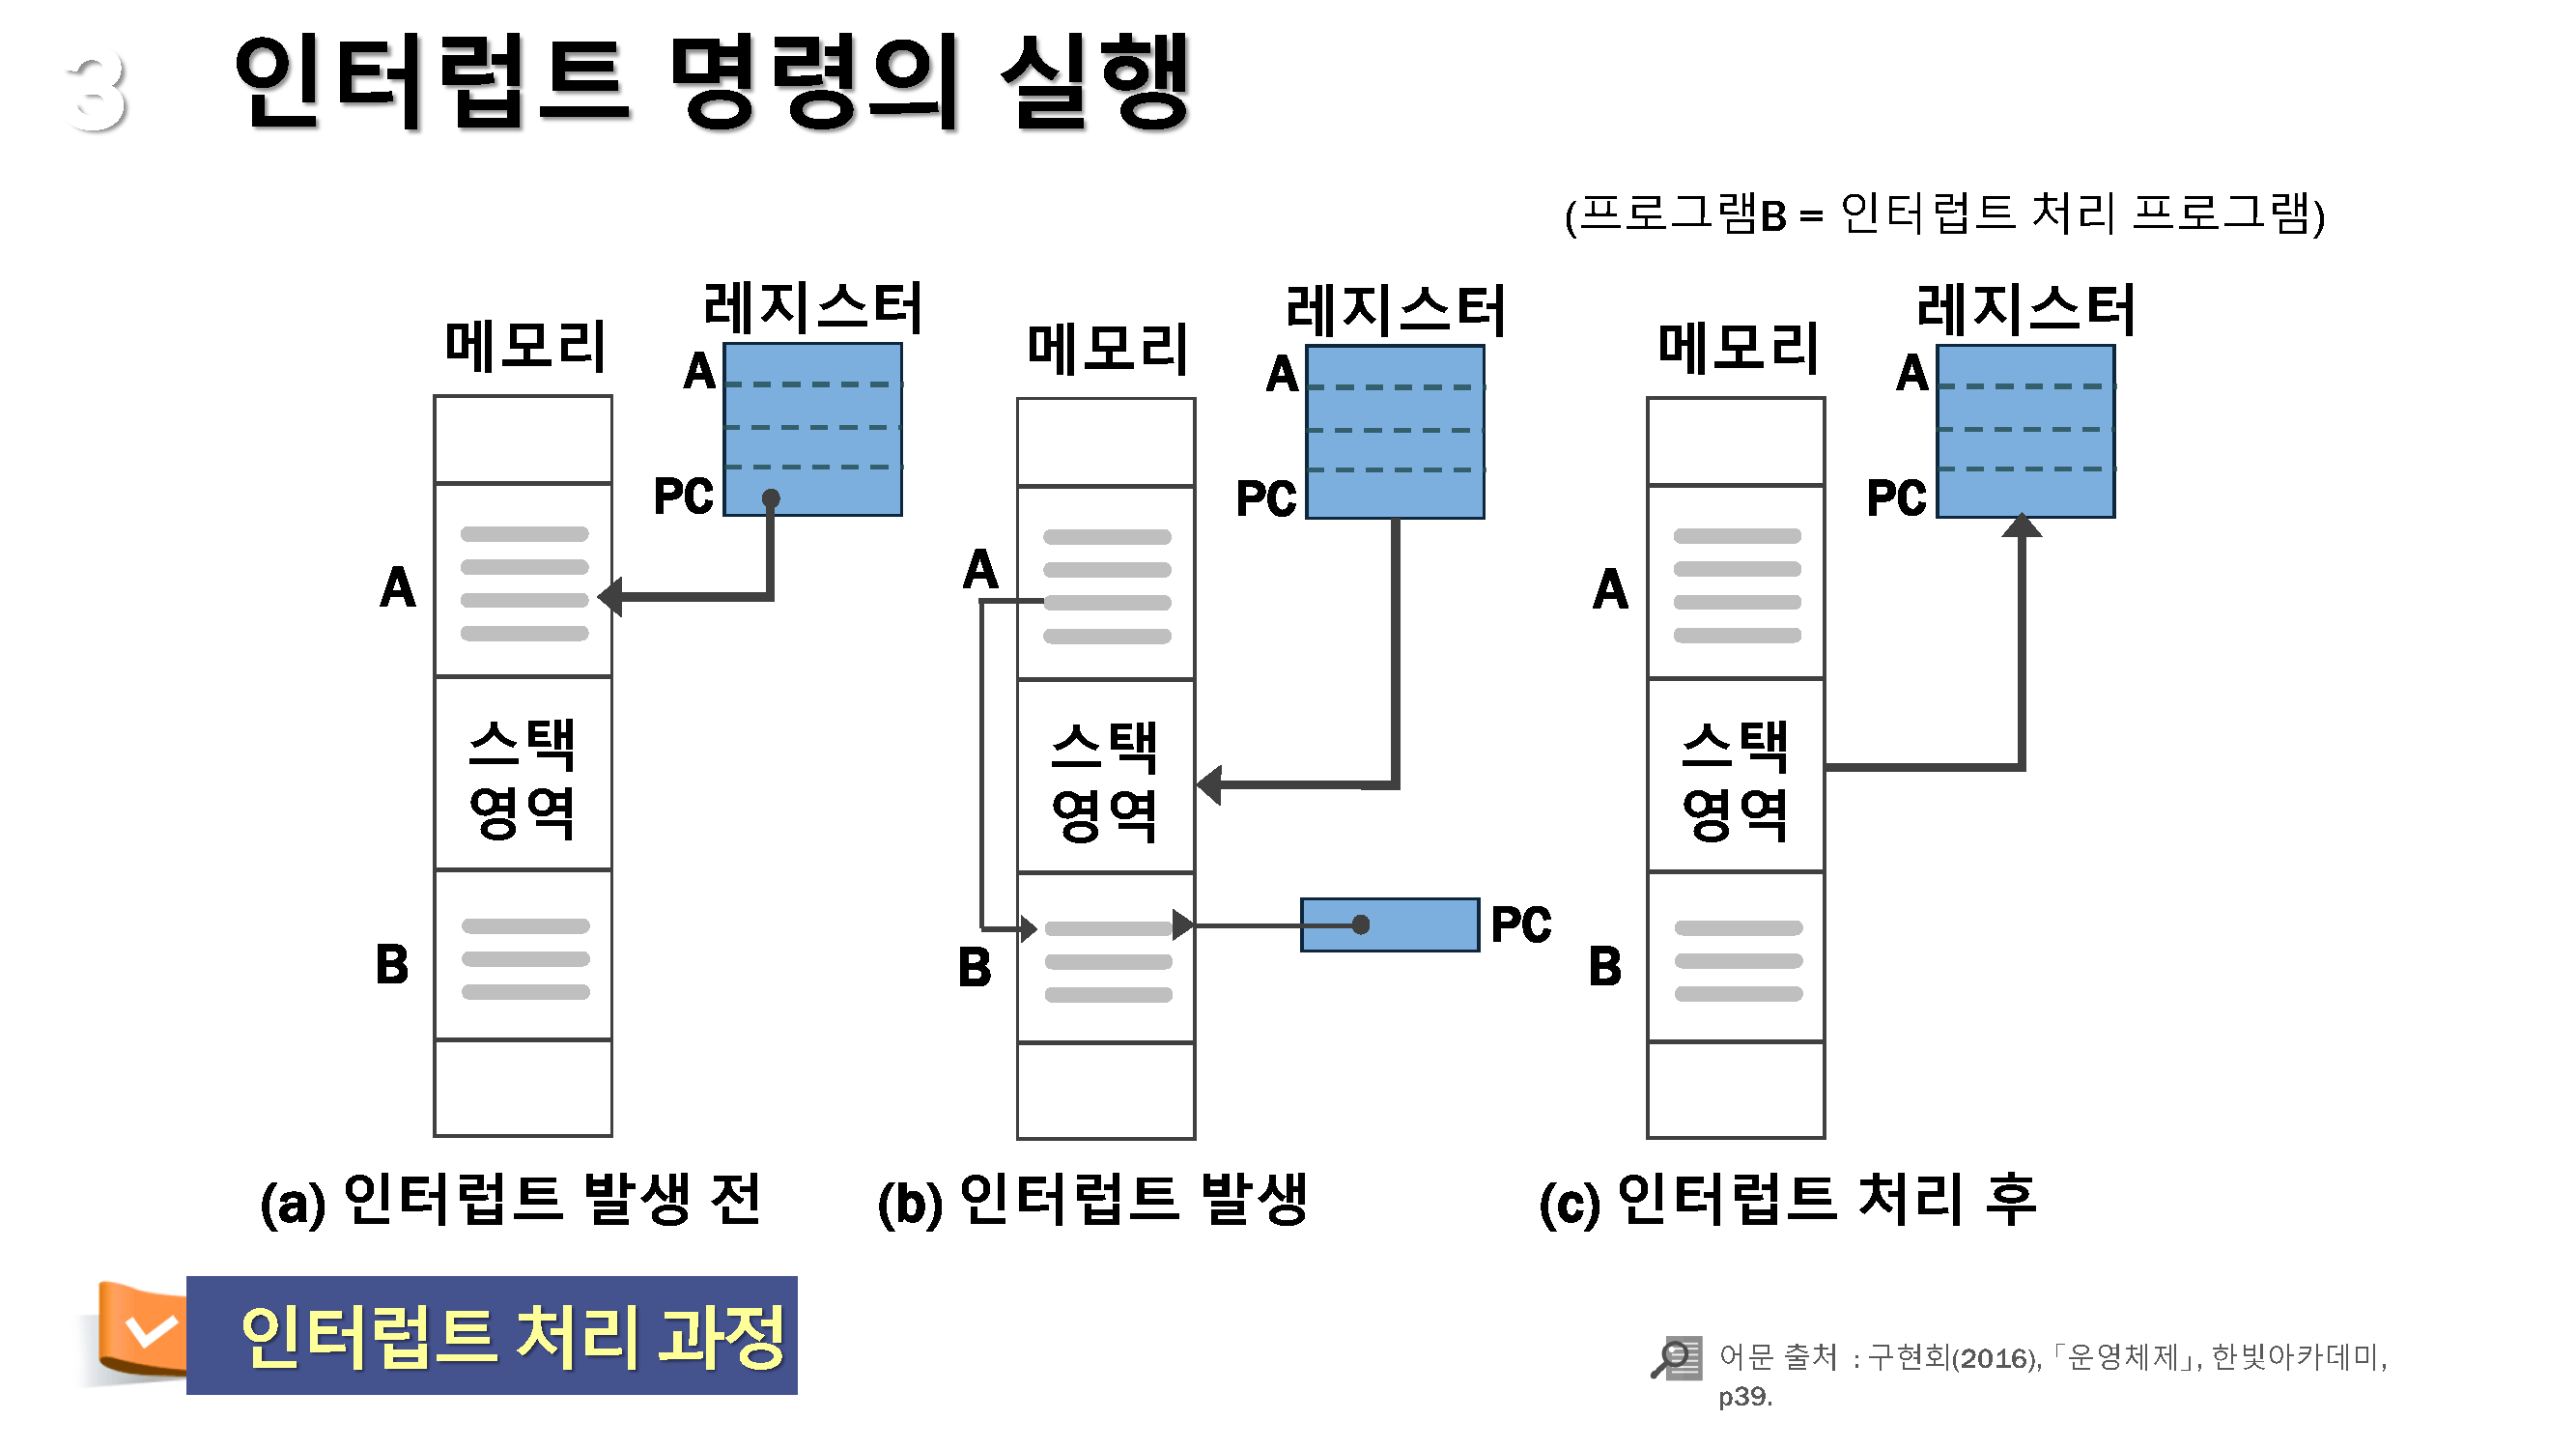 3 인터럽트 명령의 실행
(프로그램B = 인터럽트 처리 프로그램)
메모리
레지스터
A
PC
A
스택
영역
B
(a) 인터럽트 발생 전
메모리
레지스터
A
PC
A
스택
영역
B
PC
(b) 인터럽트 발생
메모리
레지스터
A
PC
A
스택
영역
B
(c) 인터럽트 처리 후
인터럽트 처리 과정
어문 출처 : 구현회(2016), 「운영체제」, 한빛아카데미,
p39.